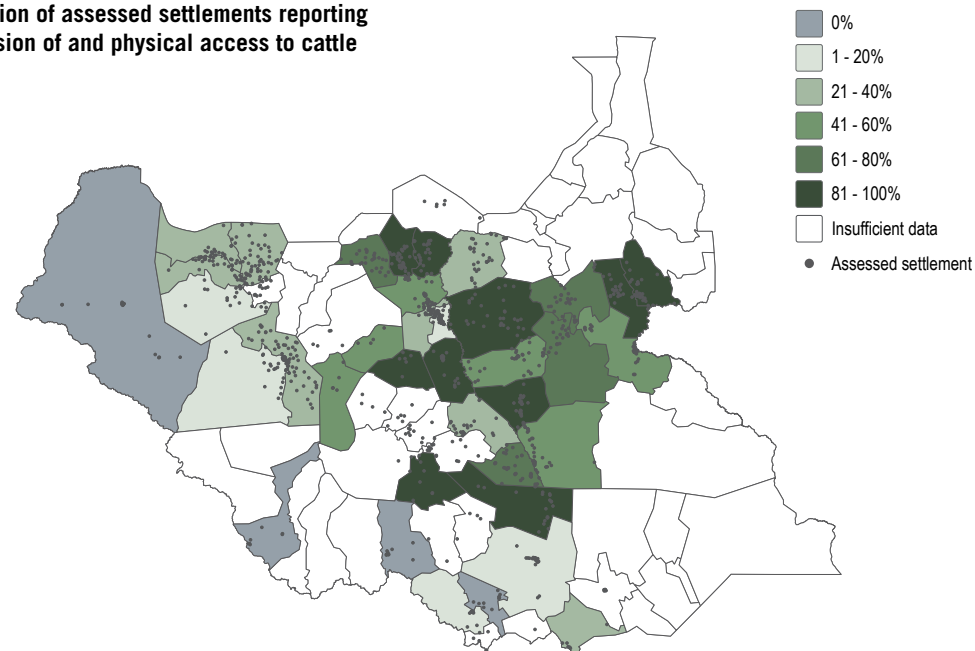 ion of assessed settlements reporting
sion of and physical access to cattle
0%
1 - 20%
21 - 40%
41 - 60%
61 - 80%
81 - 100%
Insufficient data
Assessed settlement